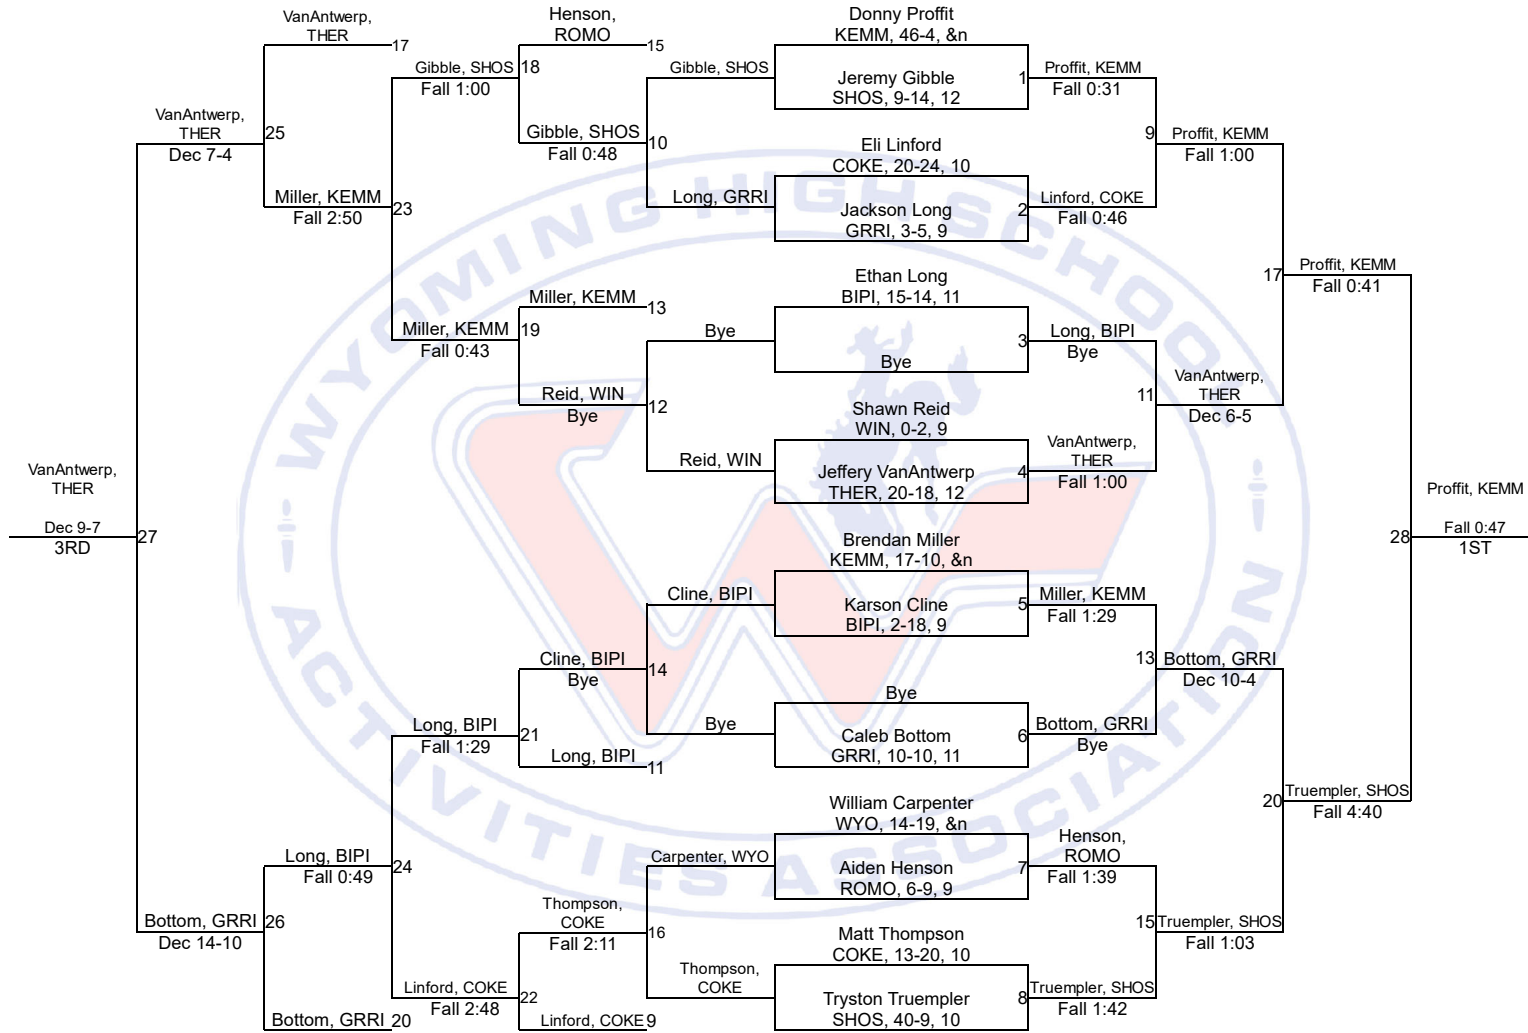 VanAntwerp,
THER
17
VanAntwerp,
THER
Dec 7-4
25
Miller, KEMM
Fall 2:50
23
Gibble, SHOS
Fall 1:00
18
Henson,
ROMO
15
Gibble, SHOS
Fall 0:48
10
Gibble, SHOS
Long, GRRI
Miller, KEMM
Fall 0:43
19
Miller, KEMM
13
Reid, WIN
Bye
12
Bye
Reid, WIN
VanAntwerp,
THER
Dec 9-7
3RD
27
Cline, BIPI
Cline, BIPI
Bye
14
Bye
Long, BIPI
Fall 1:29
21
Long, BIPI
11
Long, BIPI
Fall 0:49
24
Bottom, GRRI
Dec 14-10
26
Bottom, GRRI
20
Linford, COKE
Fall 2:48
22
Thompson,
COKE
Fall 2:11
16
Linford, COKE
9
Carpenter, WYO
Thompson,
COKE
Donny Proffit
KEMM, 46-4, &n
Jeremy Gibble
SHOS, 9-14, 12
1
Eli Linford
COKE, 20-24, 10
Jackson Long
GRRI, 3-5, 9
2
Ethan Long
BIPI, 15-14, 11
Bye
3
Shawn Reid
WIN, 0-2, 9
Jeffery VanAntwerp
THER, 20-18, 12
4
Brendan Miller
KEMM, 17-10, &n
Karson Cline
BIPI, 2-18, 9
5
Bye
Caleb Bottom
GRRI, 10-10, 11
6
William Carpenter
WYO, 14-19, &n
Aiden Henson
ROMO, 6-9, 9
7
Matt Thompson
COKE, 13-20, 10
Tryston Truempler
SHOS, 40-9, 10
8
Proffit, KEMM
Fall 0:31
9
Linford, COKE
Fall 0:46
Long, BIPI
Bye
11
VanAntwerp,
THER
Fall 1:00
Miller, KEMM
Fall 1:29
13
Bottom, GRRI
Bye
Henson,
ROMO
Fall 1:39
15
Truempler, SHOS
Fall 1:42
Proffit, KEMM
Fall 1:00
17
VanAntwerp,
THER
Dec 6-5
Bottom, GRRI
Dec 10-4
20
Truempler, SHOS
Fall 1:03
Proffit, KEMM
Fall 0:41
28
Truempler, SHOS
Fall 4:40
Proffit, KEMM
Fall 0:47
1ST
WYOMING HIGH SCHOOL
ACTIVITIES ASSOCIATION